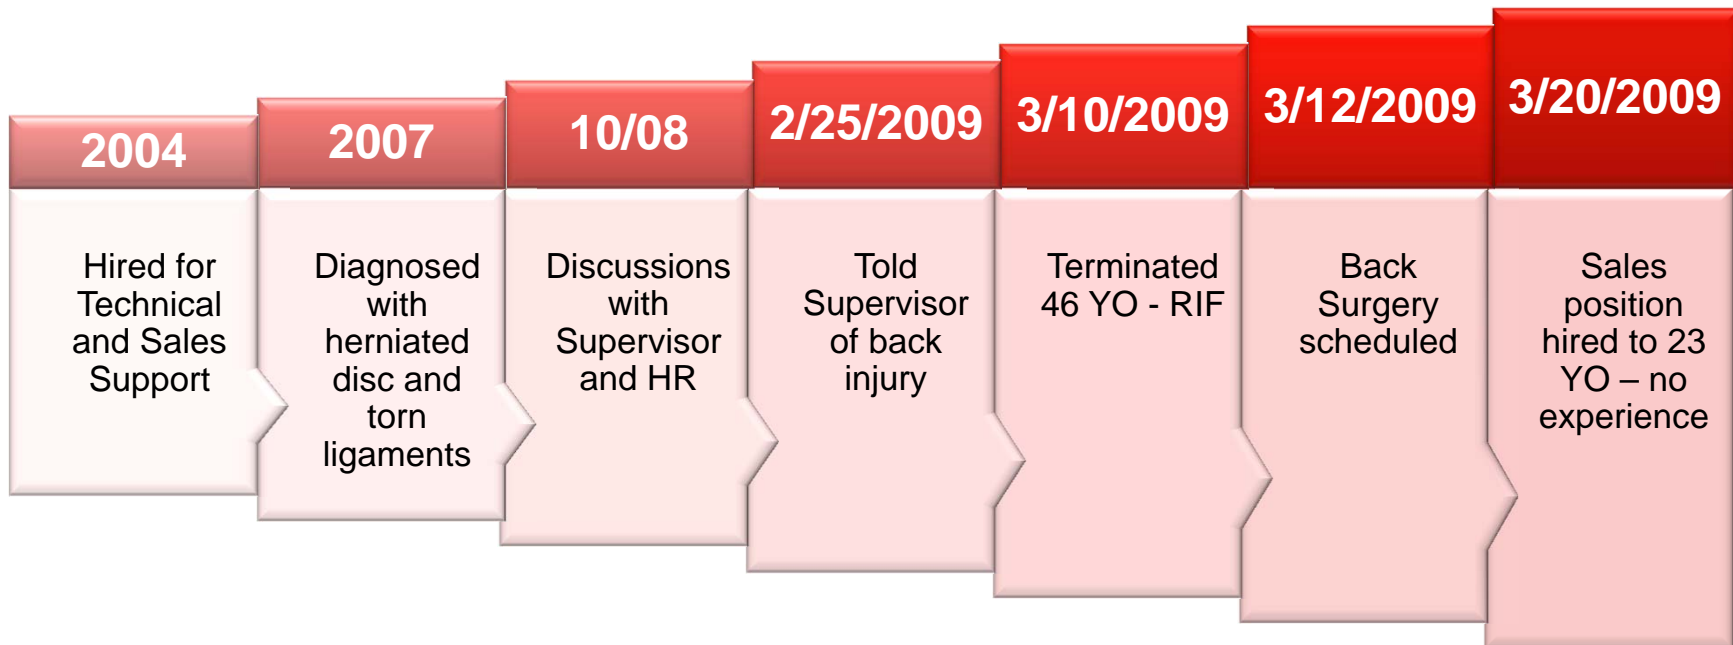 2004
Hired for
Technical
and Sales
Support
2007
Diagnosed
with
herniated
disc and
torn
ligaments
10/08
Discussions
with
Supervisor
and HR
2/25/2009
Told
Supervisor
of back
injury
3/10/2009
Terminated
46 YO - RIF
3/12/2009
Back
Surgery
scheduled
3/20/2009
Sales
position
hired to 23
YO – no
experience